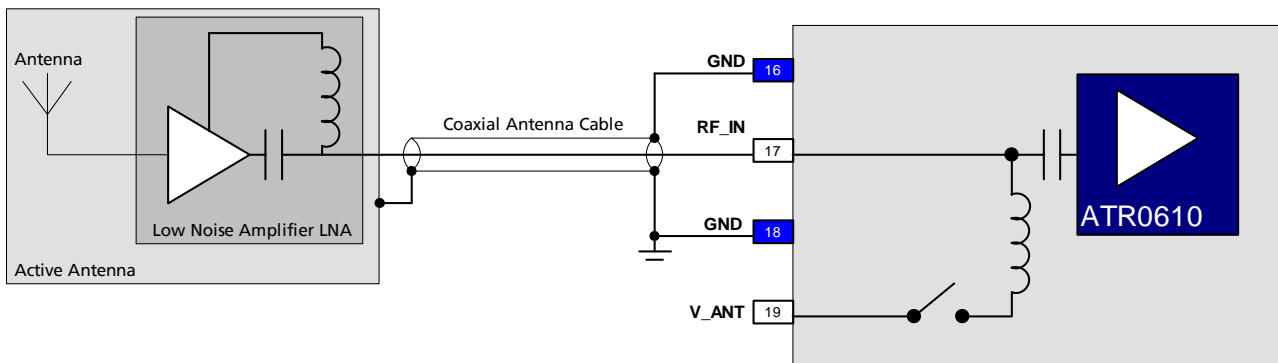 Antenna
Low Noise Amplifier LNA
Active Antenna
Coaxial Antenna Cable
GND
16
RF_IN
17
GND
18
V_ANT
19
ATR0610